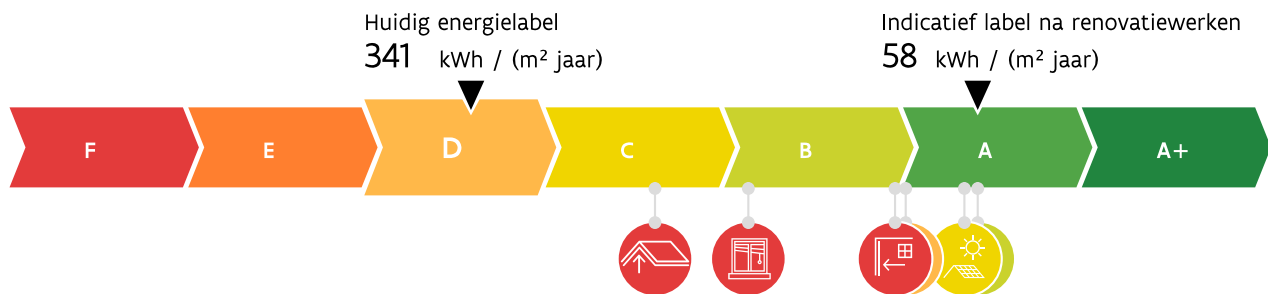 Huidig energielabel
341 kWh / (m² jaar)
Indicatief label na renovatiewerken
58 kWh / (m² jaar)
F
E
D
C
B
A
A+